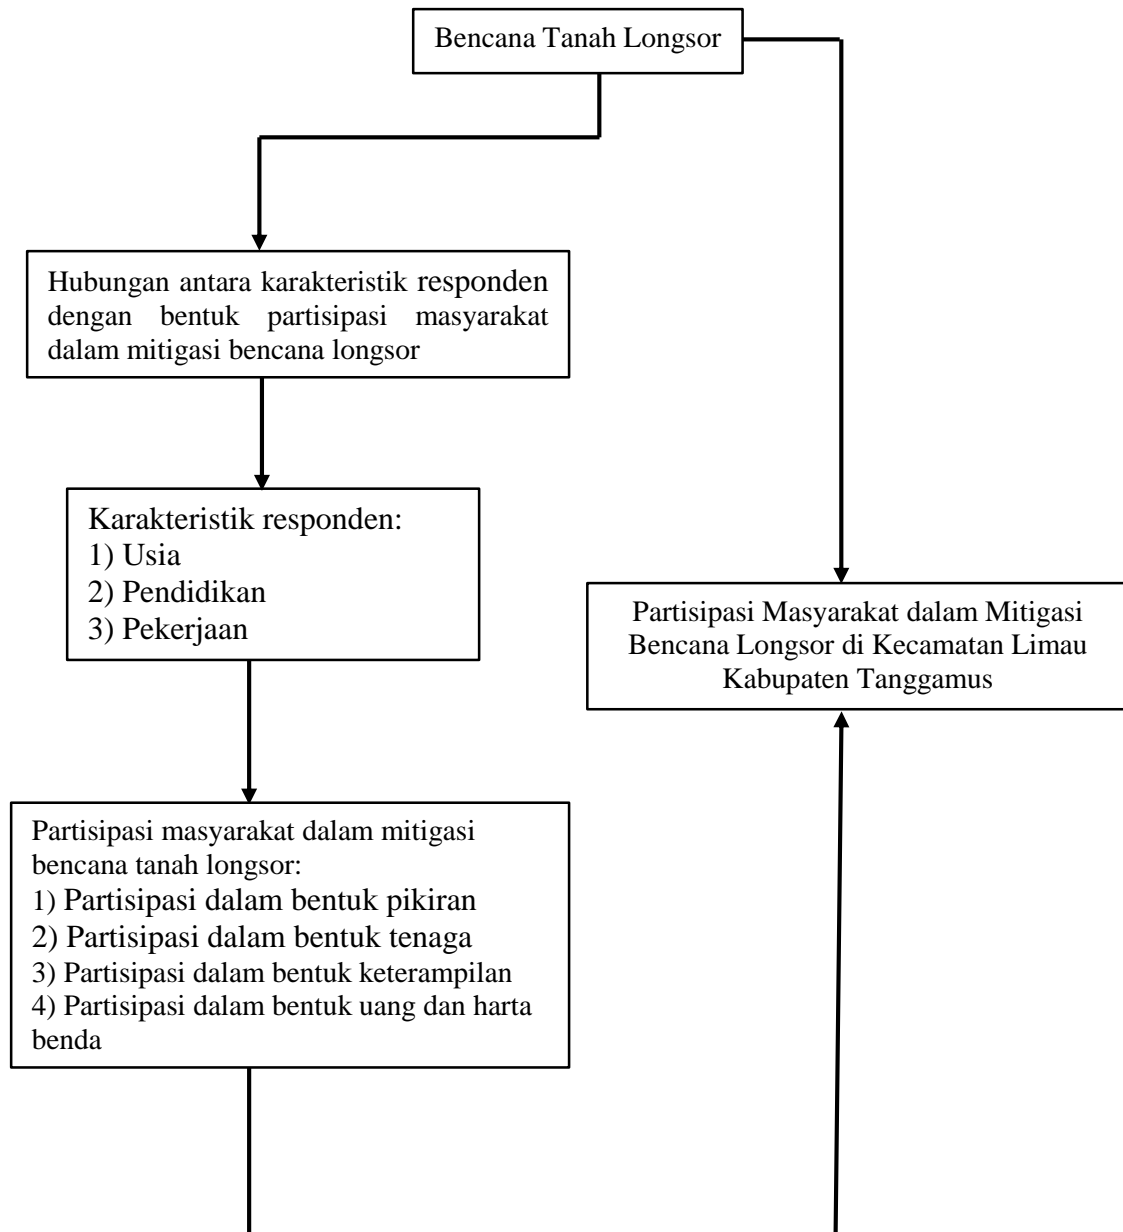 Bencana Tanah Longsor
Hubungan antara karakteristik responden
dengan bentuk partisipasi masyarakat
dalam mitigasi bencana longsor
Karakteristik responden:
1) Usia
2) Pendidikan
3) Pekerjaan
Partisipasi Masyarakat dalam Mitigasi
Bencana Longsor di Kecamatan Limau
Kabupaten Tanggamus
Partisipasi masyarakat dalam mitigasi
bencana tanah longsor:
1) Partisipasi dalam bentuk pikiran
2) Partisipasi dalam bentuk tenaga
3) Partisipasi dalam bentuk keterampilan
4) Partisipasi dalam bentuk uang dan harta
benda